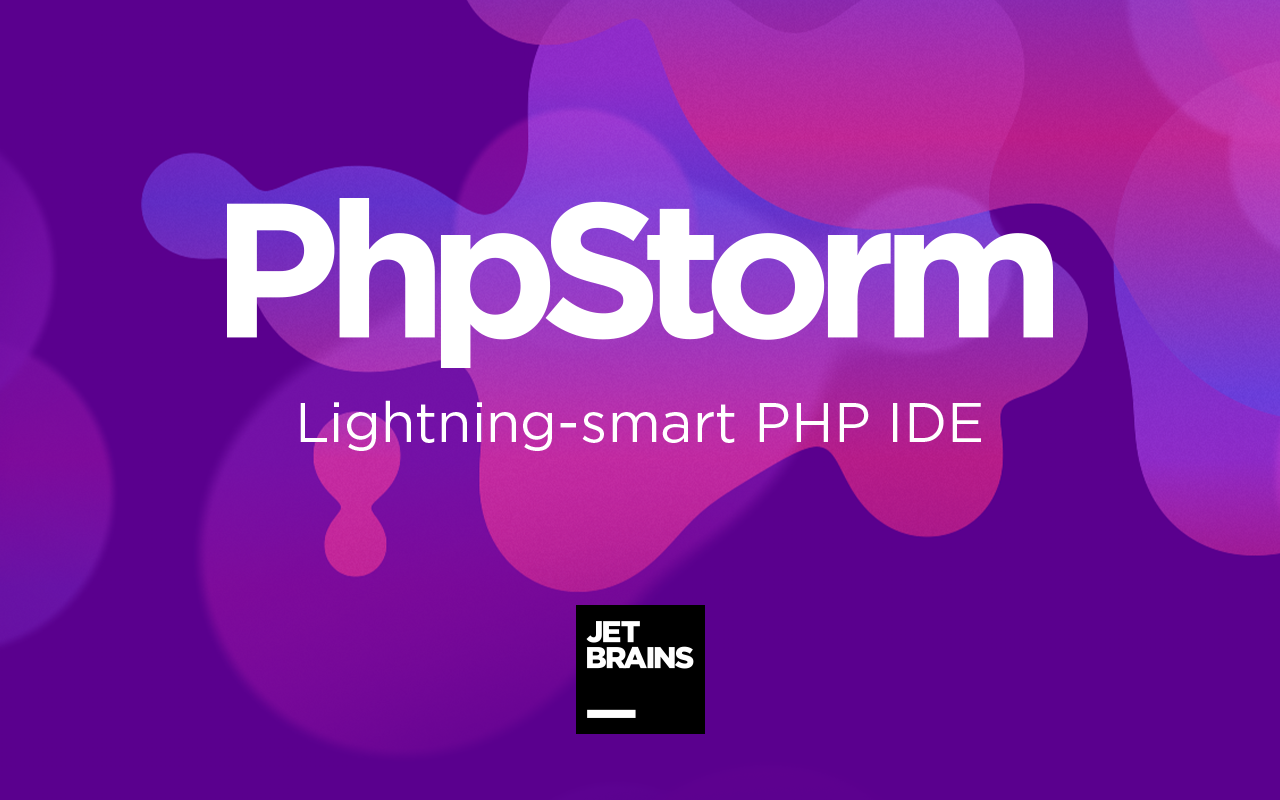 PhpStorm
Lightning-smart PHP IDE
JET
BRAINS